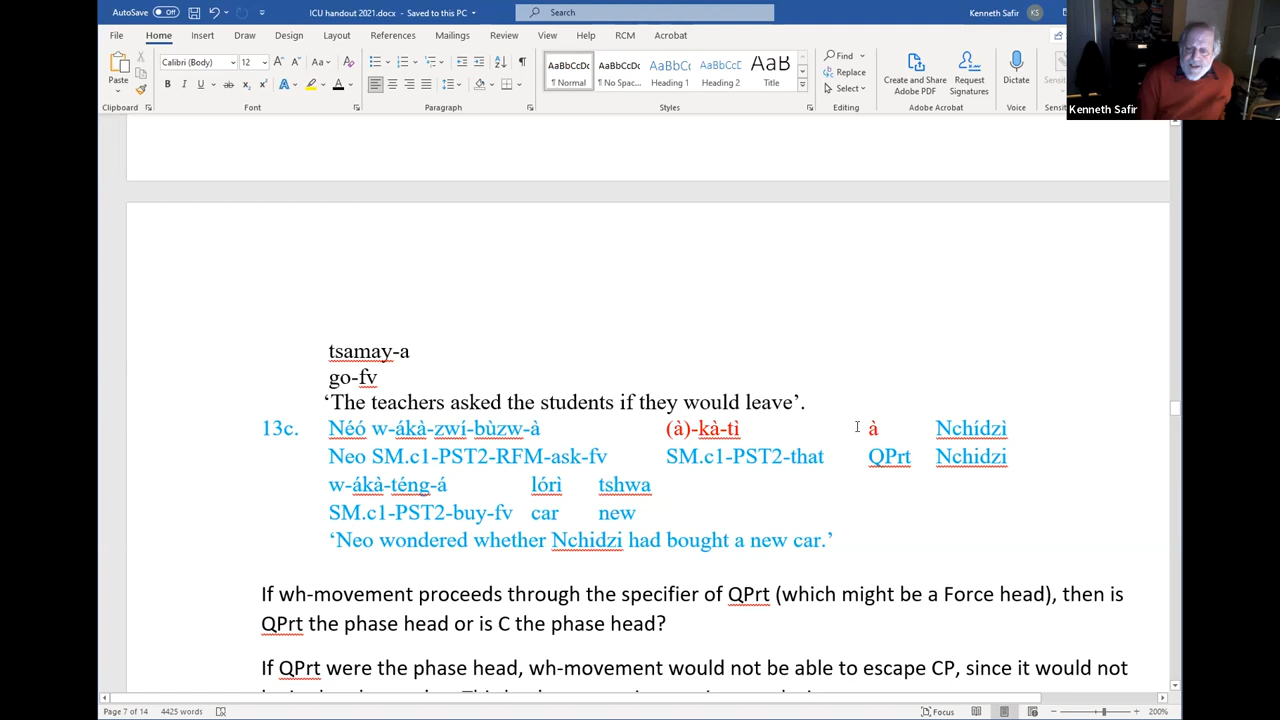 AutoSave Off ICU handout 2021.docx - Saved to this PC Search Kenneth Safir KS
File Home Insert Draw Design Layout References Mailings Review View Help RCM Acrobat
Paste Calibri (Body) 12 Find Replace Select Create and Share Adobe PDF Request Signatures Dictate
AaBbCcDc AaBbCcDc AaBbC AaBbCcD AaB
Normal No Spac... Heading 1 Heading 2 Title
Clipboard Font Paragraph Styles Editing Adobe Acrobat Voice
Kenneth Safir
tsamay-a
go-fv
‘The teachers asked the students if they would leave’.
13c. Néó w-ákà-zwí-bùzw-à (à)-kà-tì à Nchídzì
Neo SM.c1-PST2-RFM-ask-fv SM.c1-PST2-that QPrt Nchidzi
w-ákà-téng-á lórì tshwa
SM.c1-PST2-buy-fv car new
‘Neo wondered whether Nchidzi had bought a new car.’
If wh-movement proceeds through the specifier of QPrt (which might be a Force head), then is
QPrt the phase head or is C the phase head?
If QPrt were the phase head, wh-movement would not be able to escape CP, since it would not
Page 7 of 14 4425 words Focus 200%